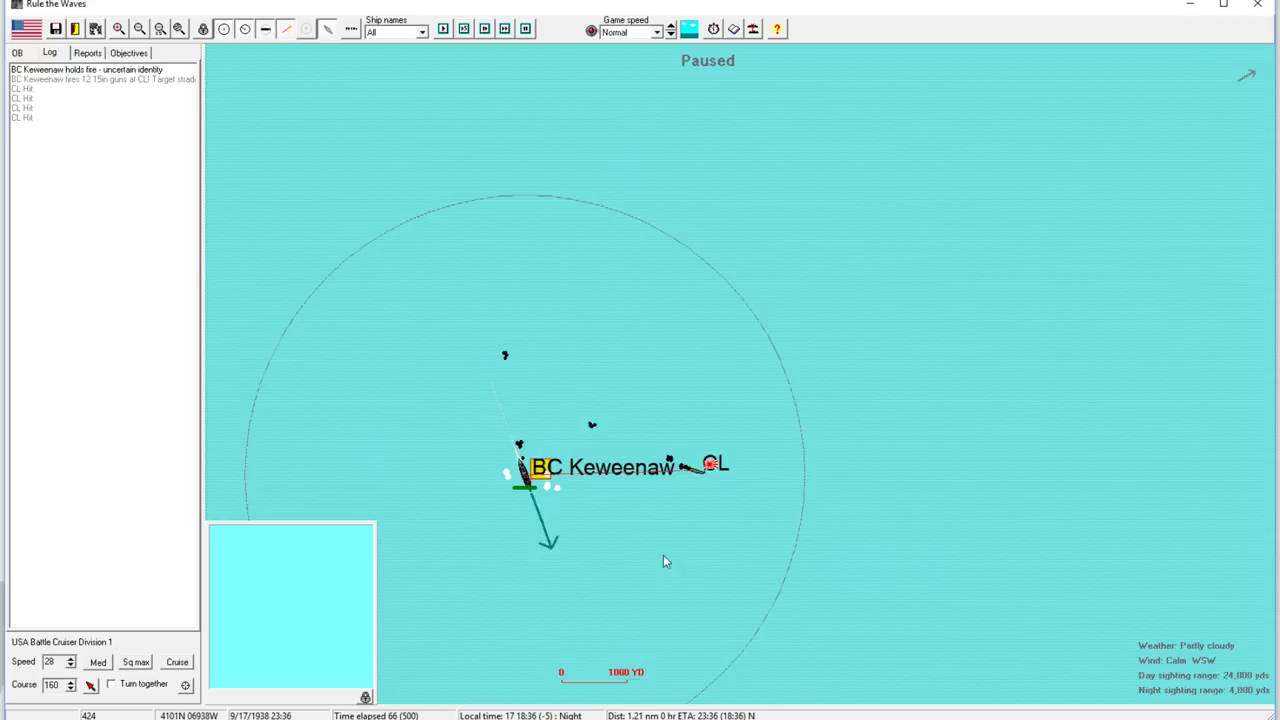 Rule the Waves
Ship names
All
Game speed
Normal
?
OB
Log
Reports
Objectives
BC Keweenaw holds fire - uncertain identity
BC Keweenaw fires 12 15in guns at CL! Target strad
CL Hit
CL Hit
CL Hit
CL Hit
Paused
BC Keweenaw
CL
0 1000 YD
Weather: Partly cloudy
Wind: Calm WSW
Day sighting range: 24,000 yds
Night sighting range: 4,000 yds
USA Battle Cruiser Division 1
Speed 28 Med Sq max Cruise
Course 160 Turn together
424 4101N 06938W 9/17/1938 23:36 Time elapsed 66 (500) Local time: 17 18:36 (-5) : Night Dist: 1.21 nm 0 hr ETA: 23:36 (18:36) N